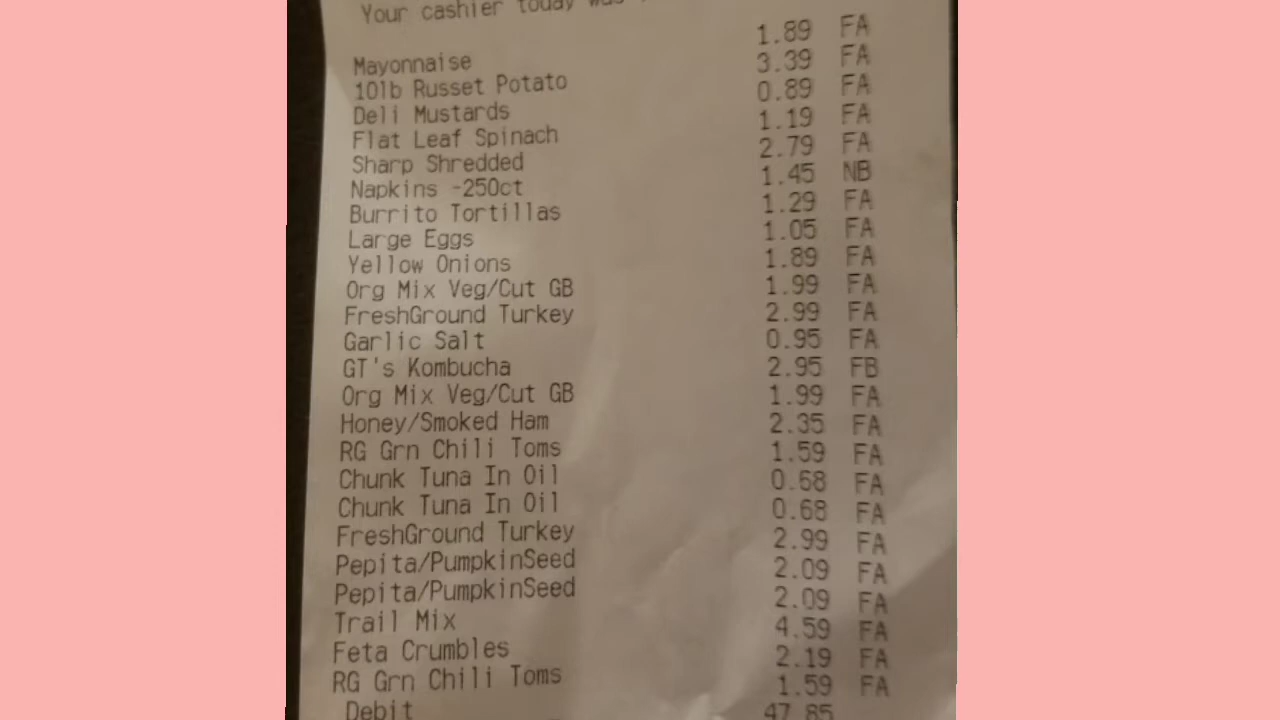 Your cashier today was
Mayonnaise 1.89 FA
10lb Russet Potato 3.39 FA
Deli Mustards 0.89 FA
Flat Leaf Spinach 1.19 FA
Sharp Shredded 2.79 FA
Napkins -250ct 1.45 NB
Burrito Tortillas 1.29 FA
Large Eggs 1.05 FA
Yellow Onions 1.89 FA
Org Mix Veg/Cut GB 1.99 FA
FreshGround Turkey 2.99 FA
Garlic Salt 0.95 FA
GT's Kombucha 2.95 FB
Org Mix Veg/Cut GB 1.99 FA
Honey/Smoked Ham 2.35 FA
RG Grn Chili Toms 1.59 FA
Chunk Tuna In Oil 0.68 FA
Chunk Tuna In Oil 0.68 FA
FreshGround Turkey 2.99 FA
Pepita/PumpkinSeed 2.09 FA
Pepita/PumpkinSeed 2.09 FA
Trail Mix 4.59 FA
Feta Crumbles 2.19 FA
RG Grn Chili Toms 1.59 FA
Debit 47.85